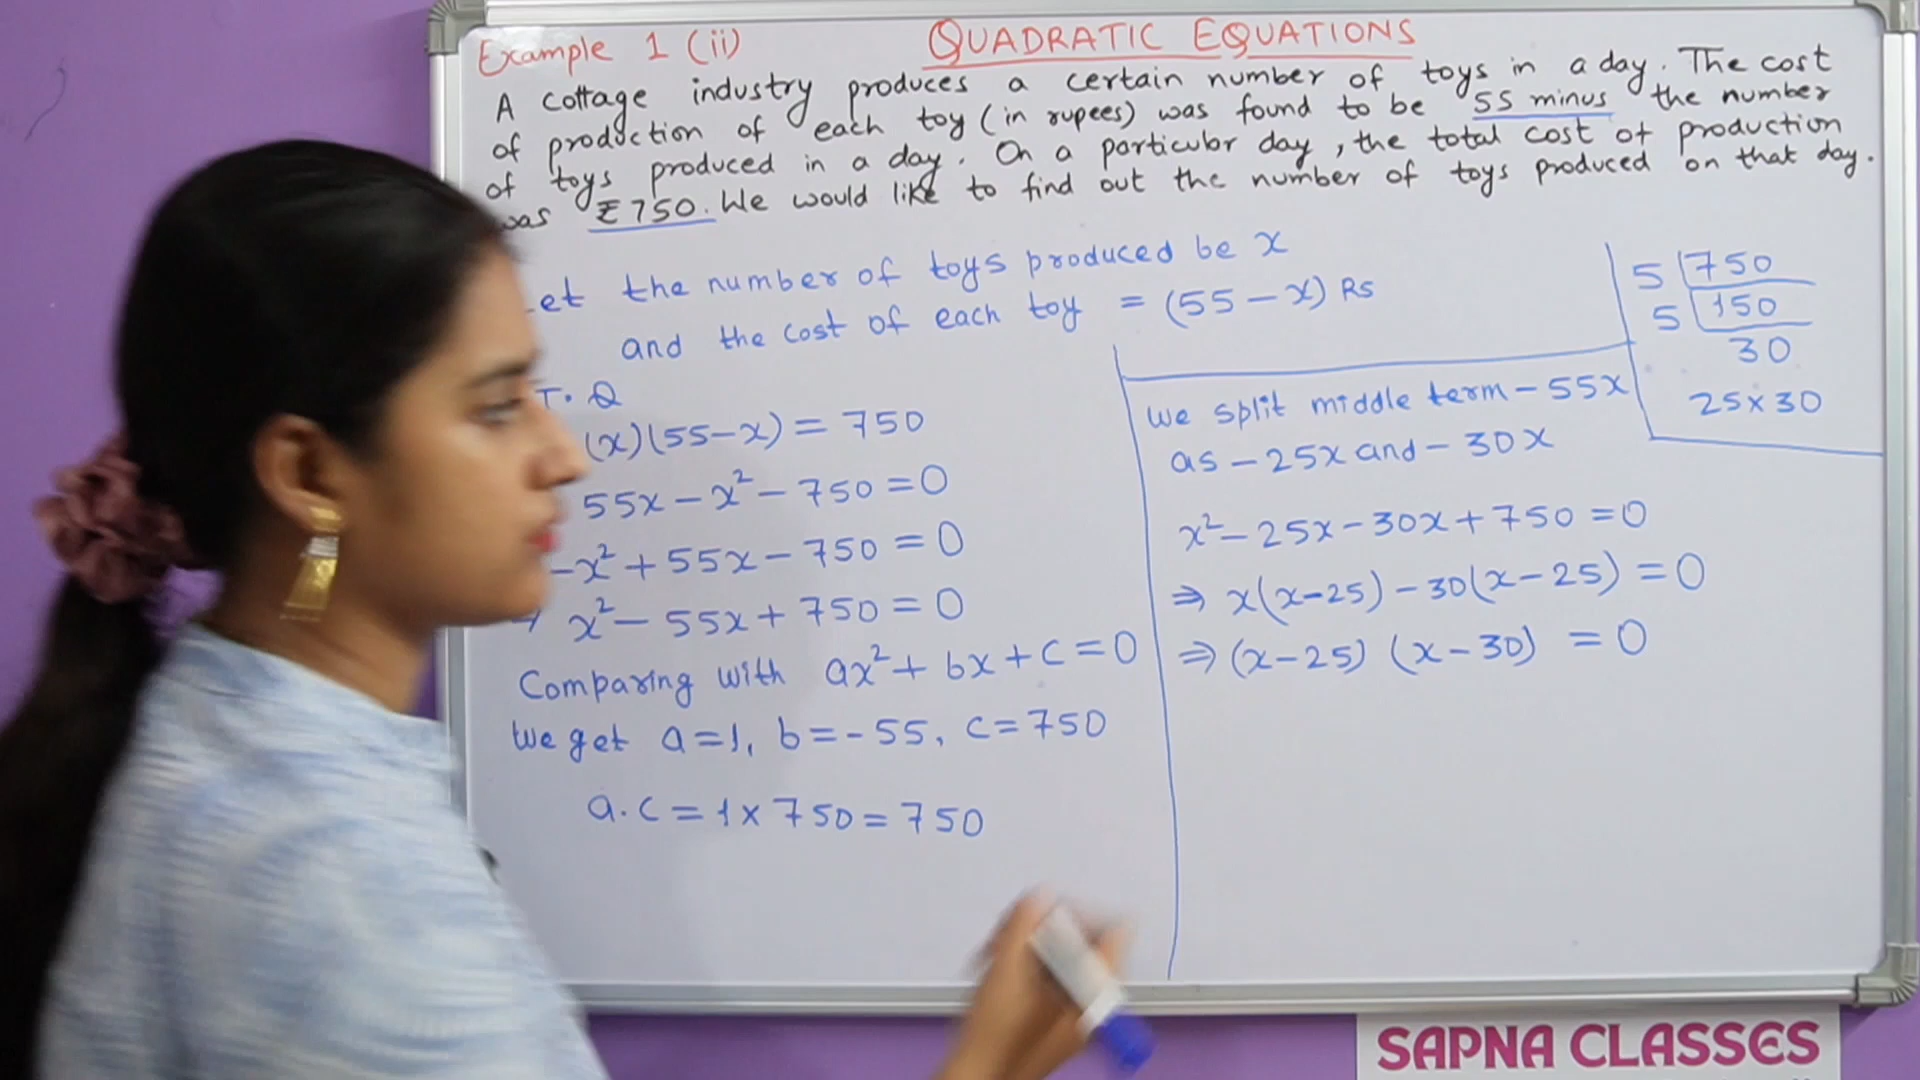 Example 1 (ii) QUADRATIC EQUATIONS
A cottage industry produces a certain number of toys in a day. The cost
of production of each toy (in rupees) was found to be 55 minus the number
of toys produced in a day. On a particular day, the total cost of production
was ₹750. We would like to find out the number of toys produced on that day.
et the number of toys produced be x
and the cost of each toy = (55 - x) Rs
T. Q
(x)(55-x) = 750
55x - x² - 750 = 0
-x² + 55x - 750 = 0
x² - 55x + 750 = 0
Comparing with ax² + bx + c = 0
We get a = 1, b = -55, c = 750
a.c = 1 x 750 = 750
5 750
5 150
30
25 x 30
We split middle term - 55x
as - 25x and - 30x
x² - 25x - 30x + 750 = 0
⇒ x(x-25) - 30(x-25) = 0
⇒ (x-25) (x-30) = 0
SAPNA CLASSES